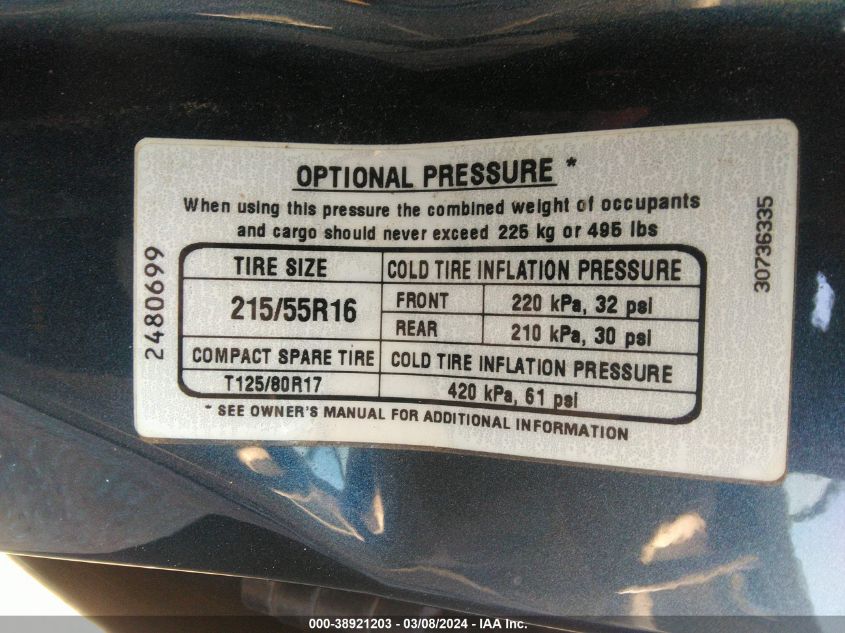 OPTIONAL PRESSURE *
When using this pressure the combined weight of occupants
and cargo should never exceed 225 kg or 495 lbs
TIRE SIZE COLD TIRE INFLATION PRESSURE
215/55R16 FRONT 220 kPa, 32 psi
REAR 210 kPa, 30 psi
COMPACT SPARE TIRE COLD TIRE INFLATION PRESSURE
T125/80R17 420 kPa, 61 psi
* SEE OWNER'S MANUAL FOR ADDITIONAL INFORMATION
2480699
30736335
000-38921203 - 03/08/2024 - IAA Inc.